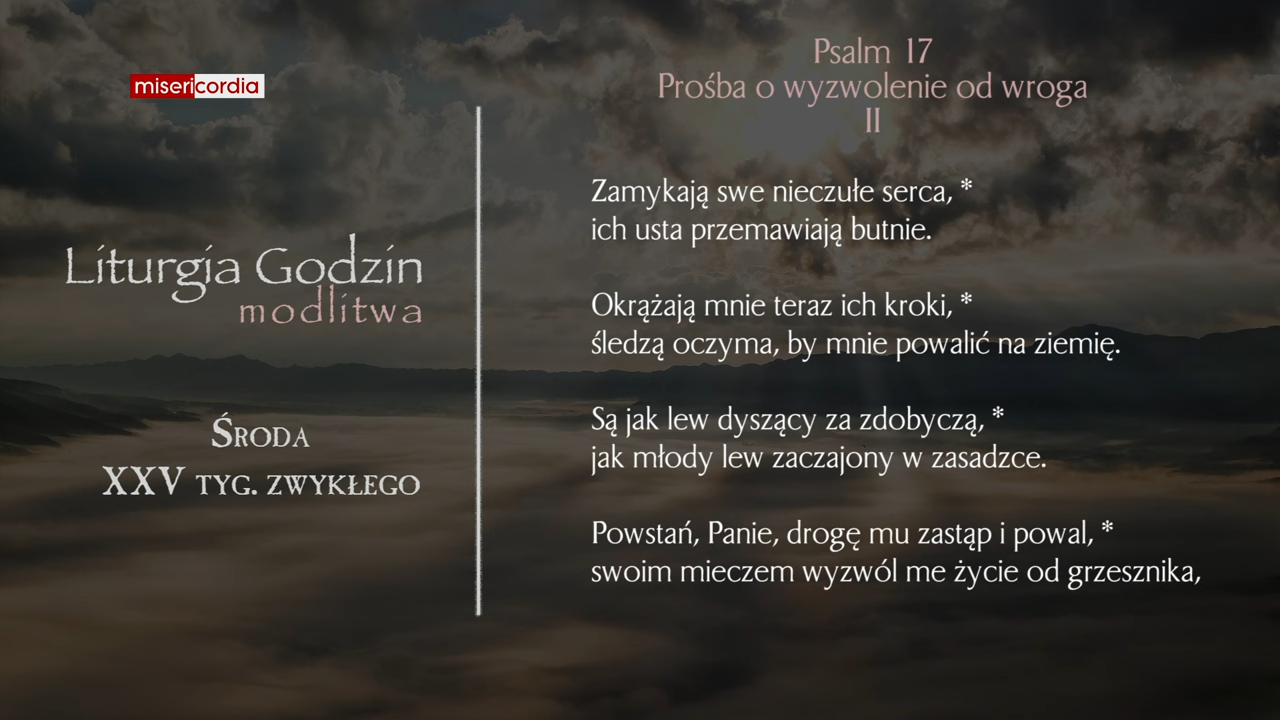 misericordia
Liturgia Godzin
modlitwa
Środa
XXV tyg. zwykłego
Psalm 17
Prośba o wyzwolenie od wroga
II
Zamykają swe nieczułe serca, *
ich usta przemawiają butnie.
Okrążają mnie teraz ich kroki, *
śledzą oczyma, by mnie powalić na ziemię.
Są jak lew dyszący za zdobyczą, *
jak młody lew zaczajony w zasadzce.
Powstań, Panie, drogę mu zastąp i powal, *
swoim mieczem wyzwól me życie od grzesznika,